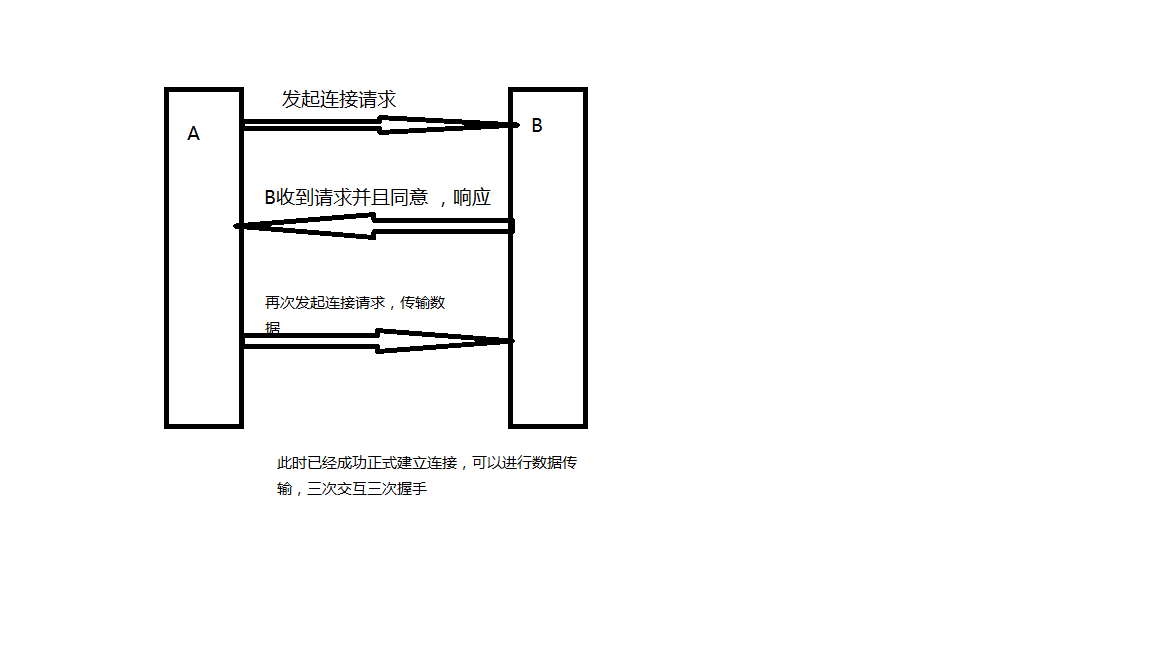 发起连接请求
A
B
B收到请求并且同意 ，响应
再次发起连接请求，传输数
据
此时已经成功正式建立连接，可以进行数据传
输，三次交互三次握手